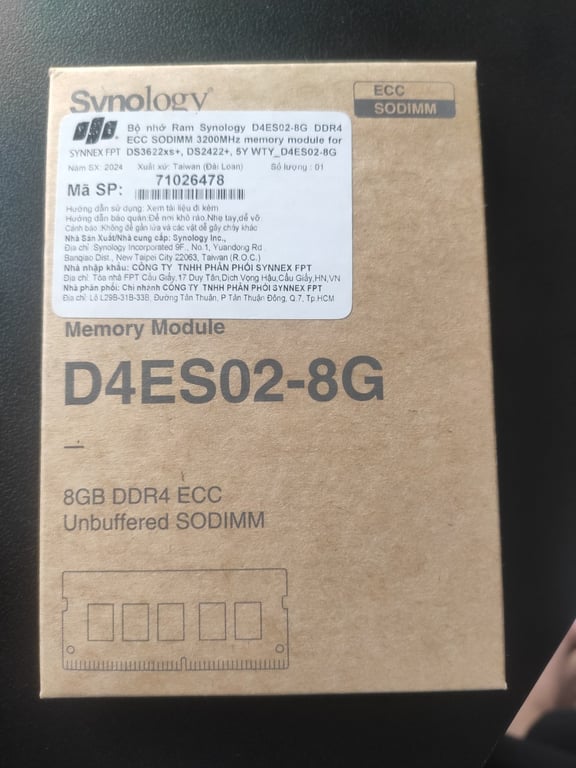 Synology
ECC
SODIMM
SYNNEX FPT
Bộ nhớ Ram Synology D4ES02-8G DDR4
ECC SODIMM 3200MHz memory module for
DS3622xs+, DS2422+, 5Y WTY_D4ES02-8G
Năm SX: 2024 Xuất xứ: Taiwan (Đài Loan) Số lượng : 01
Mã SP: 71026478
Hướng dẫn sử dụng: Xem tài liệu đi kèm
Hướng dẫn bảo quản:Để nơi khô ráo,Nhẹ tay,dễ vỡ
Cảnh báo :Không để gần lửa và các vật dễ gây cháy khác
Nhà Sản Xuất/Nhà cung cấp: Synology Inc.,
Địa chỉ :Synology Incorporated 9F., No.1, Yuandong Rd
Banqiao Dist., New Taipei City 22063, Taiwan (R.O.C.)
Nhà nhập khẩu: CÔNG TY TNHH PHÂN PHỐI SYNNEX FPT
Địa chỉ: Tòa nhà FPT Cầu Giấy,17 Duy Tân,Dịch Vọng Hậu,Cầu Giấy,HN,VN
Nhà phân phối: Chi nhánh CÔNG TY TNHH PHÂN PHỐI SYNNEX FPT
Địa chỉ: Lô L29B-31B-33B, Đường Tân Thuận, P Tân Thuận Đông, Q.7, Tp.HCM
Memory Module
D4ES02-8G
8GB DDR4 ECC
Unbuffered SODIMM